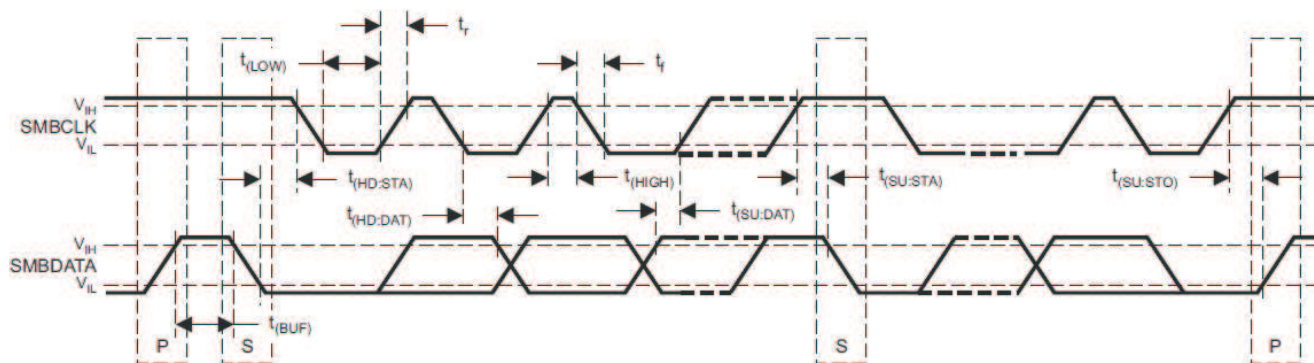 tr
t(LOW)
tf
VIH
SMBCLK
VIL
t(HD:STA)
t(HIGH)
t(SU:STA)
t(SU:STO)
t(HD:DAT)
t(SU:DAT)
VIH
SMBDATA
VIL
t(BUF)
P
S
S
P